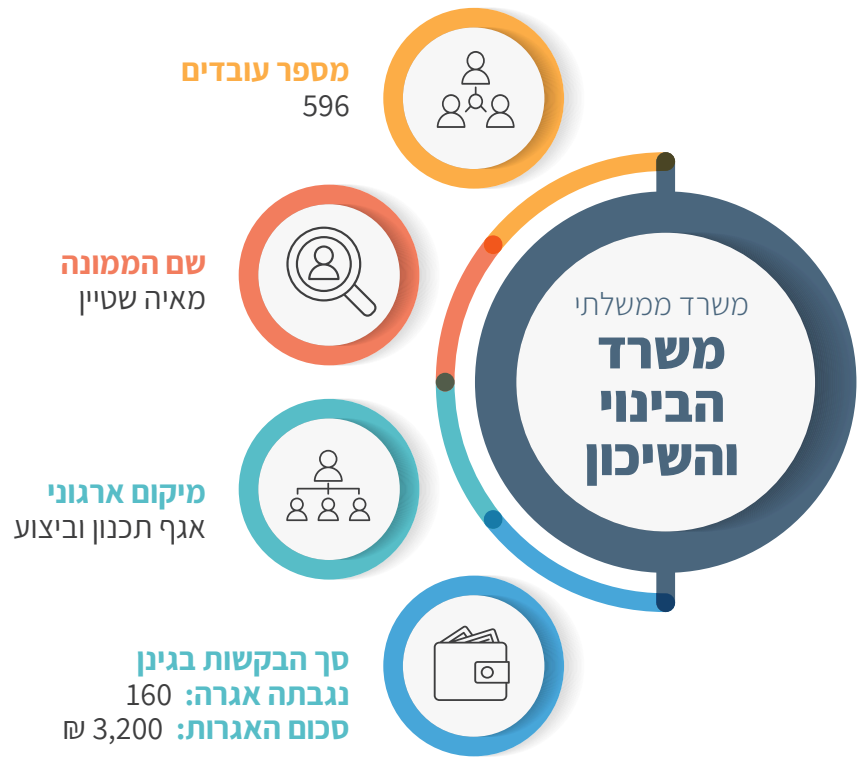 משרד ממשלתי
משרד
הבינוי
והשיכון
מספר עובדים
596
שם הממונה
מאיה שטיין
מיקום ארגוני
אגף תכנון וביצוע
סך הבקשות בגינן
נגבתה אגרה: 160
סכום האגרות: 3,200 ₪